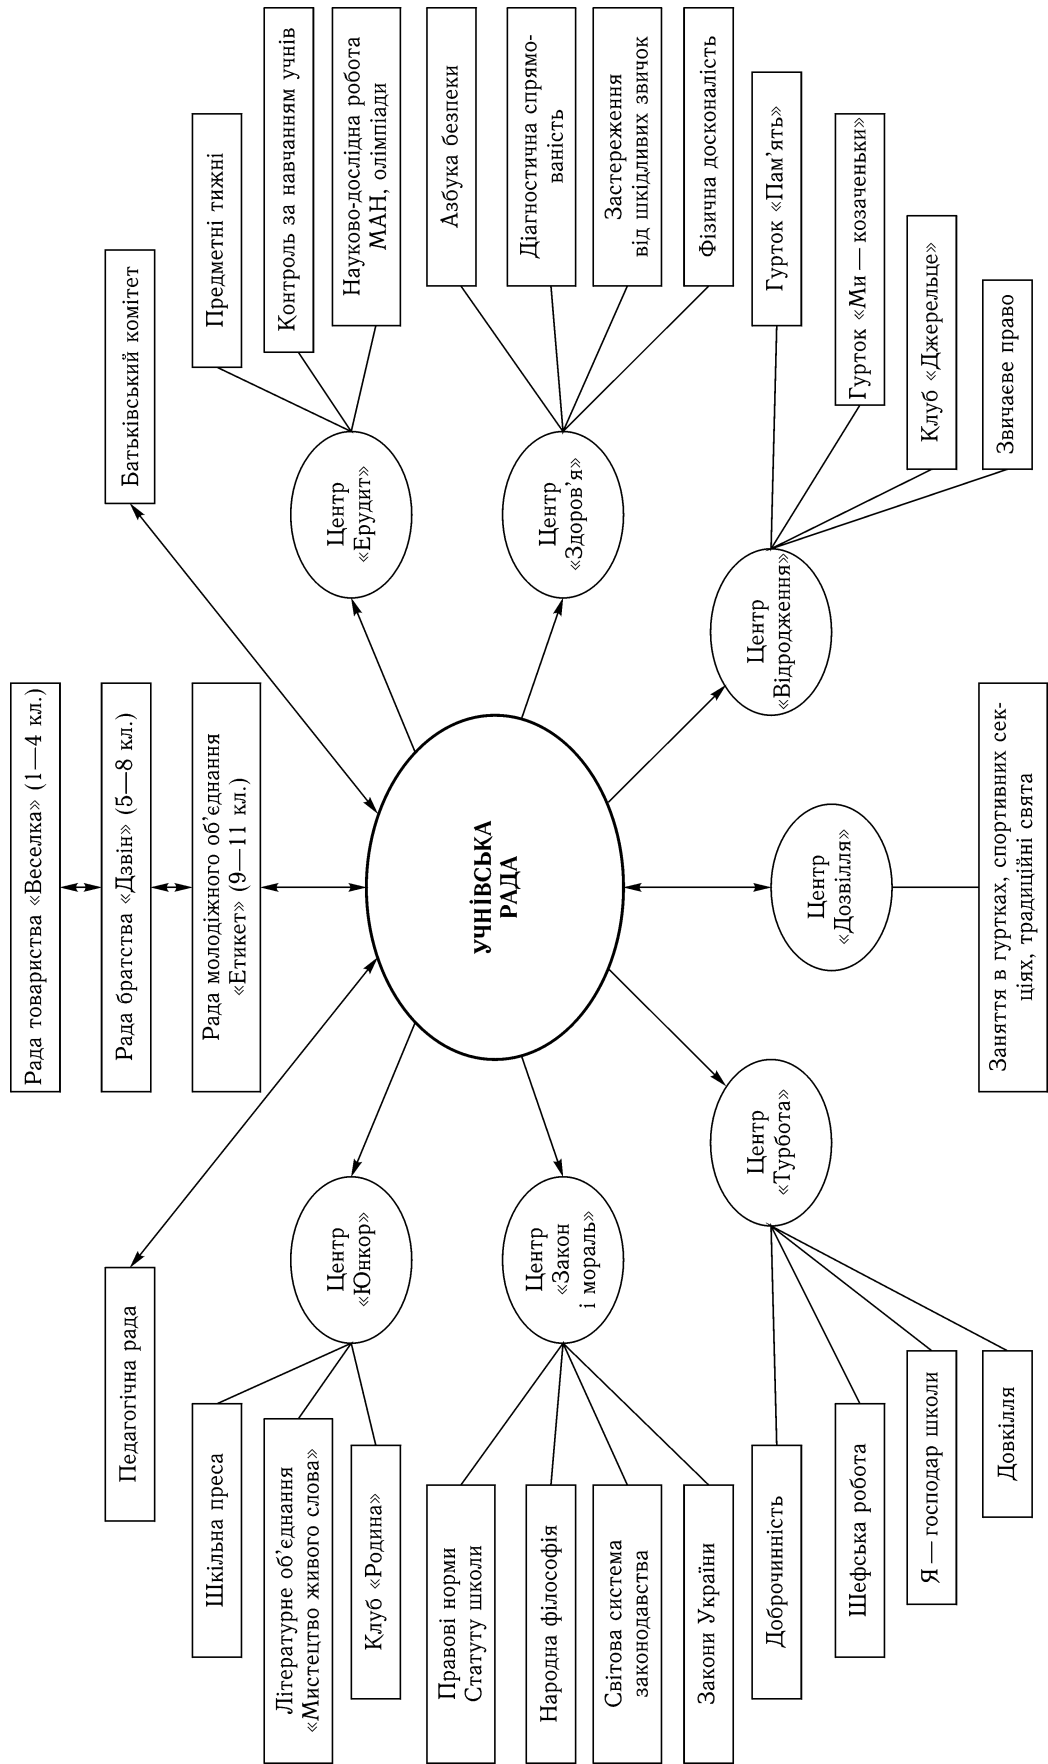 Рада товариства «Веселка» (1—4 кл.)
Рада братства «Дзвін» (5—8 кл.)
Рада молодіжного об'єднання
«Етикет» (9—11 кл.)
Педагогічна рада
Батьківський комітет
УЧНІВСЬКА
РАДА
Центр
«Юнкор»
Шкільна преса
Літературне об'єднання
«Мистецтво живого слова»
Клуб «Родина»
Центр
«Закон
і мораль»
Правові норми
Статуту школи
Народна філософія
Світова система
законодавства
Закони України
Центр
«Турбота»
Доброчинність
Шефська робота
Я — господар школи
Довкілля
Центр
«Дозвілля»
Заняття в гуртках, спортивних сек-
ціях, традиційні свята
Центр
«Ерудит»
Предметні тижні
Контроль за навчанням учнів
Науково-дослідна робота
МАН, олімпіади
Центр
«Здоров'я»
Азбука безпеки
Діагностична спрямо-
ваність
Застереження
від шкідливих звичок
Фізична досконалість
Центр
«Відродження»
Гурток «Пам'ять»
Гурток «Ми — козаченьки»
Клуб «Джерельце»
Звичаєве право